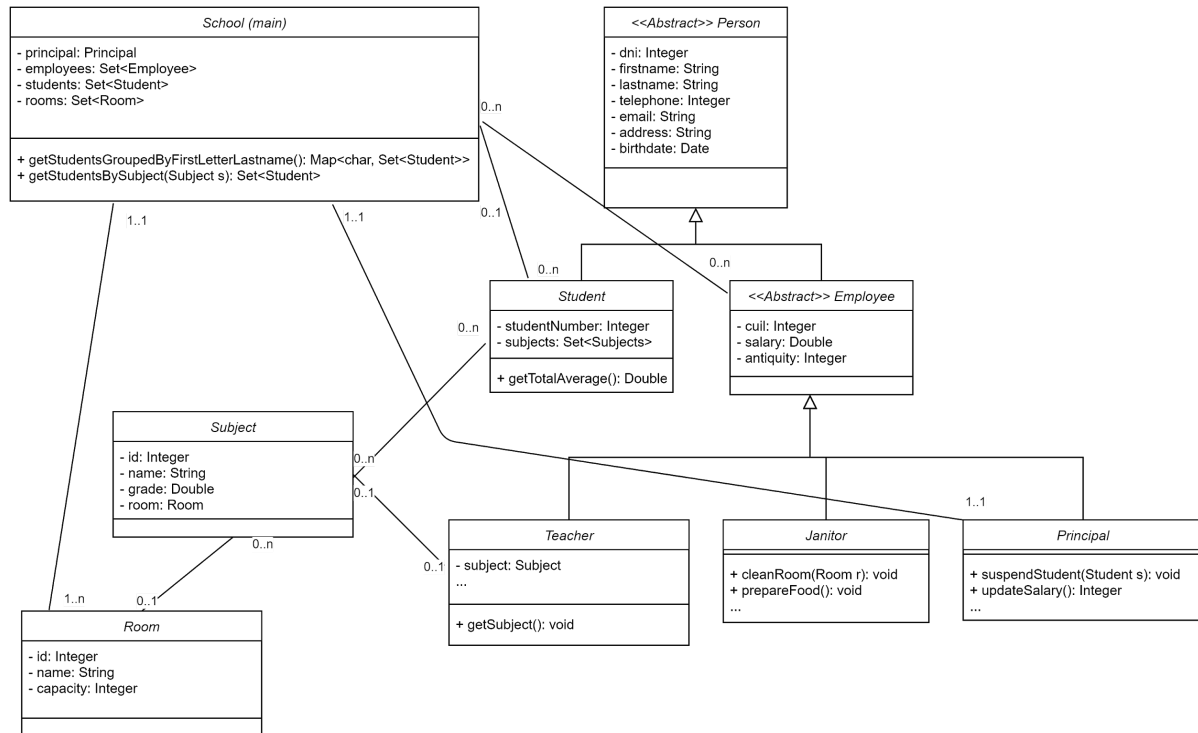 School (main)
- principal: Principal
- employees: Set<Employee>
- students: Set<Student>
- rooms: Set<Room>
+ getStudentsGroupedByFirstLetterLastname(): Map<char, Set<Student>>
+ getStudentsBySubject(Subject s): Set<Student>
<<Abstract>> Person
- dni: Integer
- firstname: String
- lastname: String
- telephone: Integer
- email: String
- address: String
- birthdate: Date
0..n
0..1
1..1
1..1
0..n
0..n
Student
- studentNumber: Integer
- subjects: Set<Subjects>
+ getTotalAverage(): Double
<<Abstract>> Employee
- cuil: Integer
- salary: Double
- antiquity: Integer
0..n
Subject
- id: Integer
- name: String
- grade: Double
- room: Room
0..n
0..1
0..n
0..1
1..1
Teacher
- subject: Subject
...
+ getSubject(): void
Janitor
+ cleanRoom(Room r): void
+ prepareFood(): void
...
Principal
+ suspendStudent(Student s): void
+ updateSalary(): Integer
...
1..n
0..1
Room
- id: Integer
- name: String
- capacity: Integer